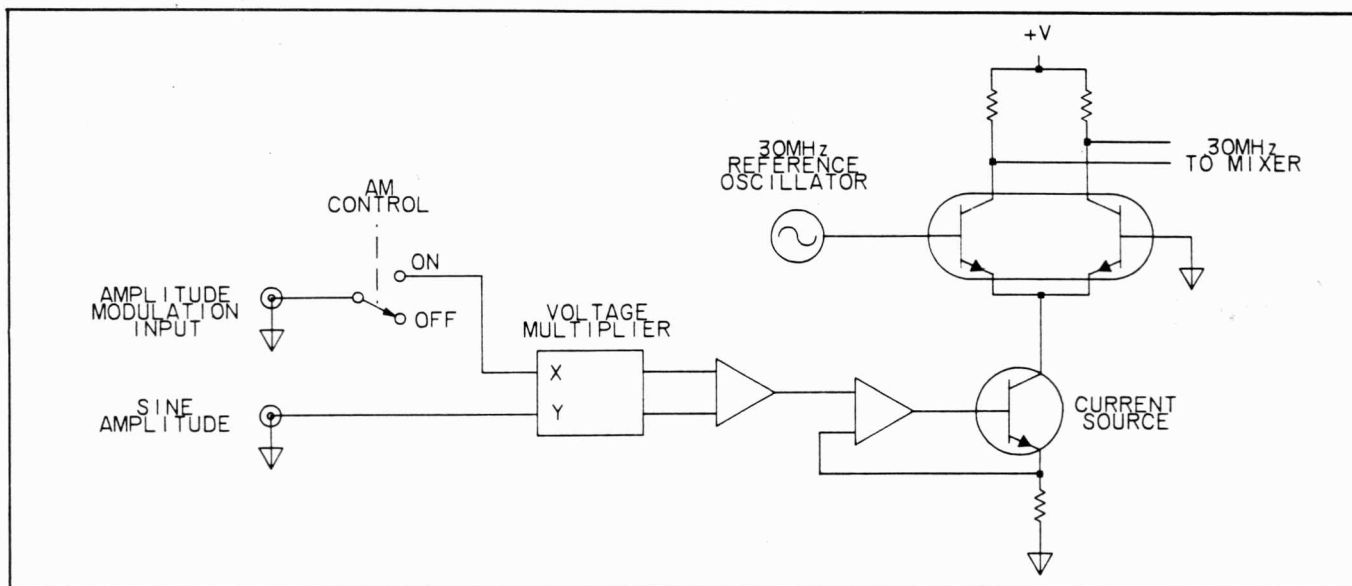 +V
30MHz
REFERENCE
OSCILLATOR
30MHz
TO MIXER
AM
CONTROL
ON
OFF
AMPLITUDE
MODULATION
INPUT
VOLTAGE
MULTIPLIER
X
Y
SINE
AMPLITUDE
CURRENT
SOURCE